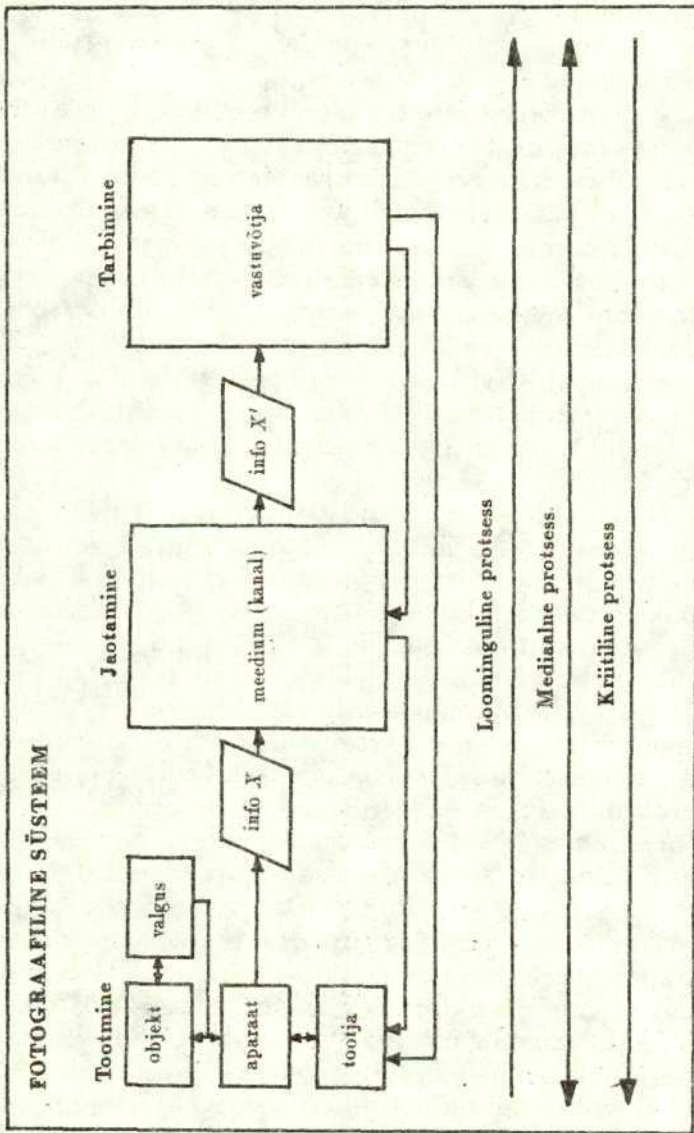 FOTOGRAAFILINE SÜSTEEM
Tootmine
objekt
valgus
aparaat
tootja
info X
Jaotamine
meedium (kanal)
info X'
Tarbimine
vastuvõtja
Loominguline protsess
Mediaalne protsess
Kriitiline protsess